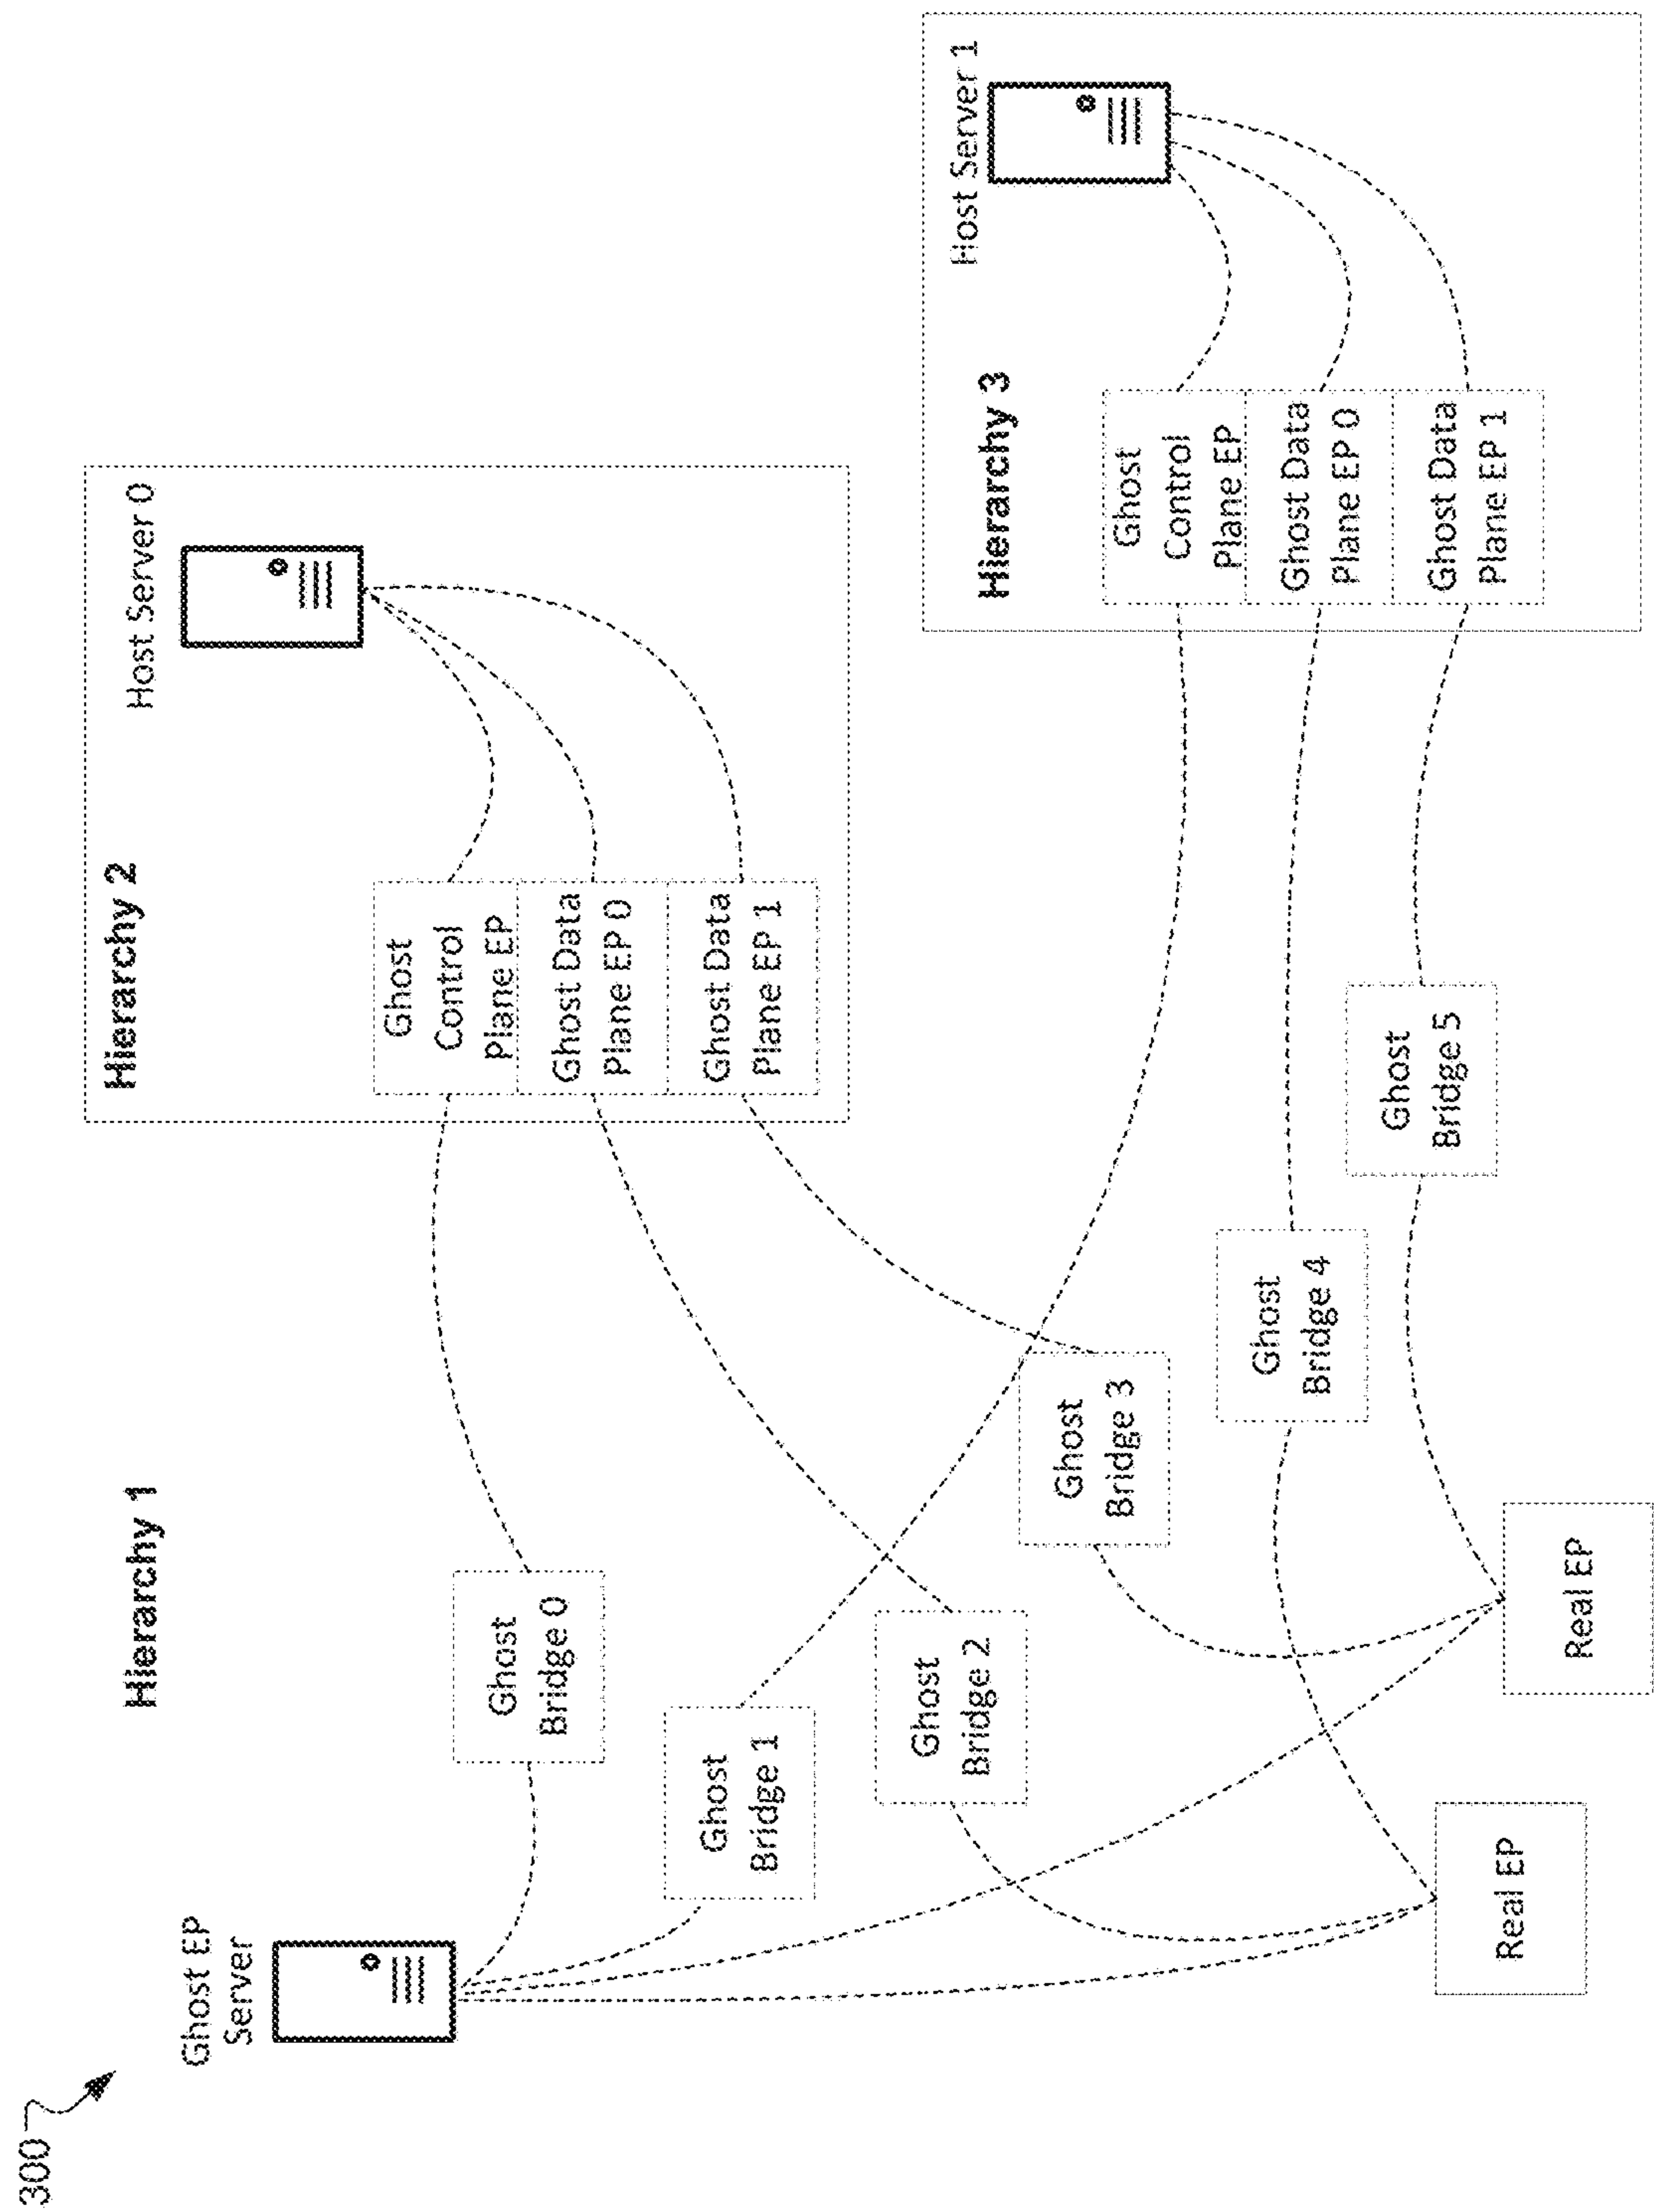 300
Ghost EP
Server
Hierarchy 1
Ghost
Bridge 0
Ghost
Bridge 1
Ghost
Bridge 2
Ghost
Bridge 3
Ghost
Bridge 4
Ghost
Bridge 5
Real EP
Real EP
Hierarchy 2
Host Server 0
Ghost
Control
Plane EP
Ghost Data
Plane EP 0
Ghost Data
Plane EP 1
Hierarchy 3
Host Server 1
Ghost
Control
Plane EP
Ghost Data
Plane EP 0
Ghost Data
Plane EP 1